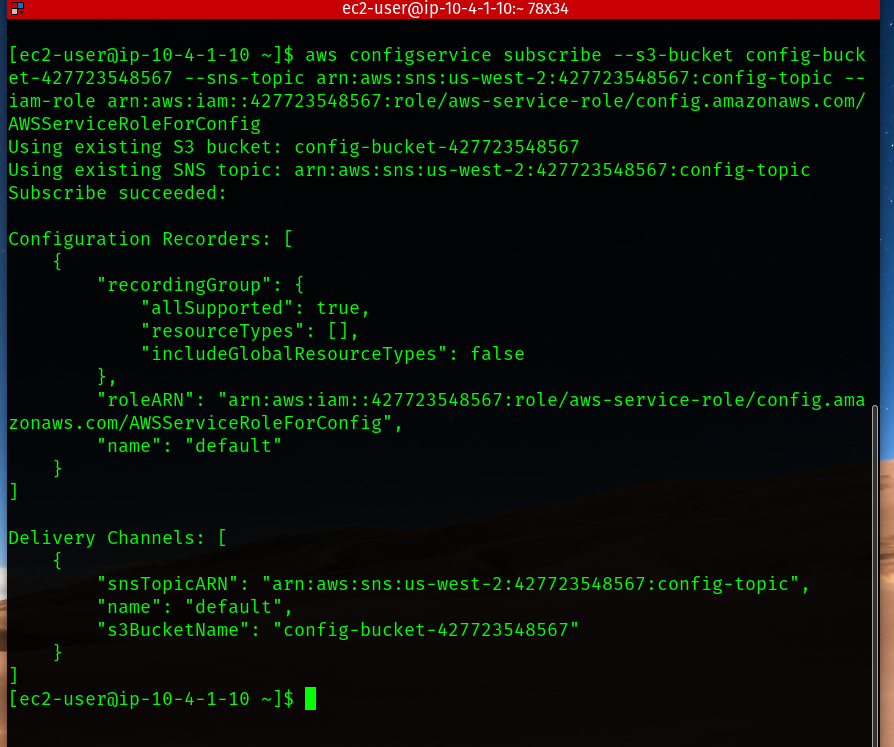 ec2-user@ip-10-4-1-10:~ 78x34
[ec2-user@ip-10-4-1-10 ~]$ aws configservice subscribe --s3-bucket config-buck
et-427723548567 --sns-topic arn:aws:sns:us-west-2:427723548567:config-topic --
iam-role arn:aws:iam::427723548567:role/aws-service-role/config.amazonaws.com/
AWSServiceRoleForConfig
Using existing S3 bucket: config-bucket-427723548567
Using existing SNS topic: arn:aws:sns:us-west-2:427723548567:config-topic
Subscribe succeeded:

Configuration Recorders: [
    {
        "recordingGroup": {
            "allSupported": true,
            "resourceTypes": [],
            "includeGlobalResourceTypes": false
        },
        "roleARN": "arn:aws:iam::427723548567:role/aws-service-role/config.ama
zonaws.com/AWSServiceRoleForConfig",
        "name": "default"
    }
]

Delivery Channels: [
    {
        "snsTopicARN": "arn:aws:sns:us-west-2:427723548567:config-topic",
        "name": "default",
        "s3BucketName": "config-bucket-427723548567"
    }
]
[ec2-user@ip-10-4-1-10 ~]$